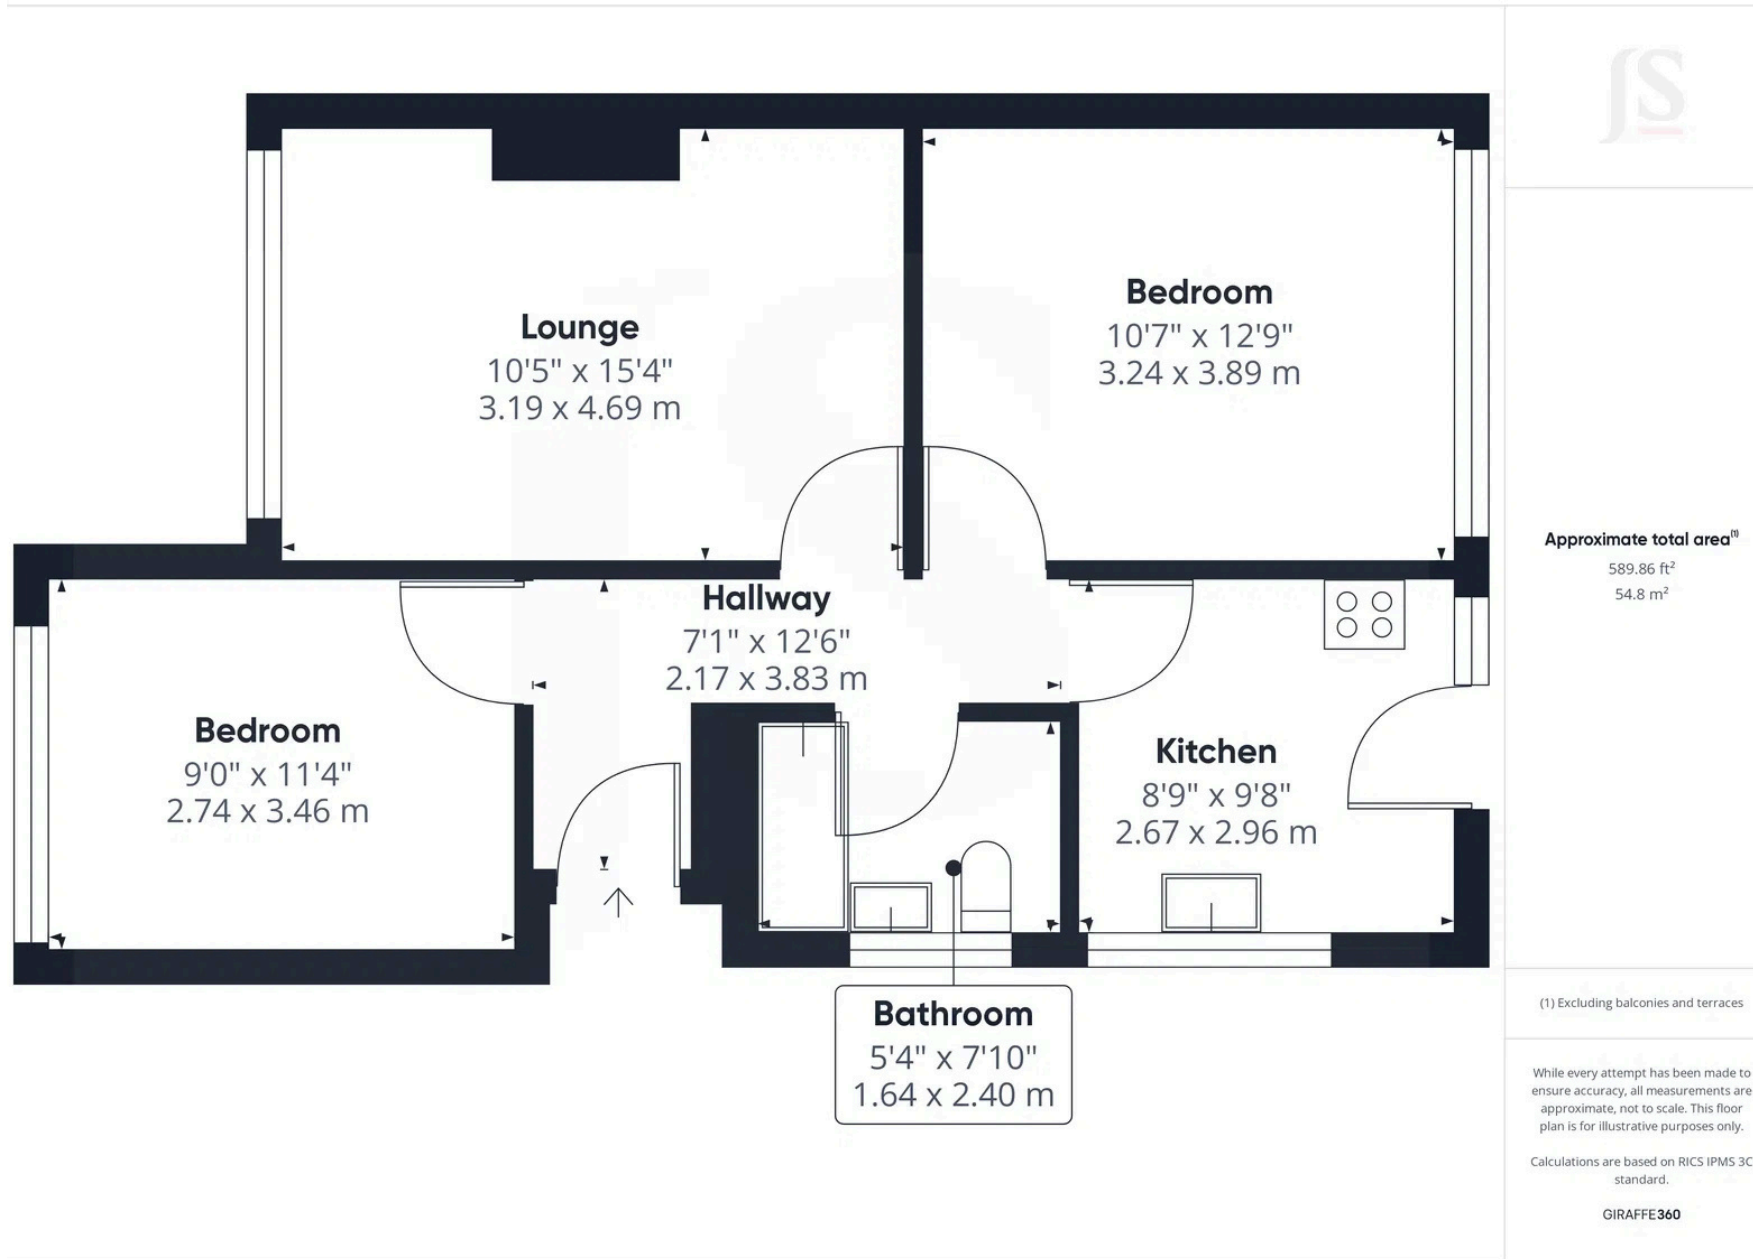 JS
Lounge
10'5" x 15'4"
3.19 x 4.69 m
Bedroom
10'7" x 12'9"
3.24 x 3.89 m
Hallway
7'1" x 12'6"
2.17 x 3.83 m
Bedroom
9'0" x 11'4"
2.74 x 3.46 m
Kitchen
8'9" x 9'8"
2.67 x 2.96 m
Bathroom
5'4" x 7'10"
1.64 x 2.40 m
Approximate total area⁽¹⁾
589.86 ft²
54.8 m²
(1) Excluding balconies and terraces
While every attempt has been made to
ensure accuracy, all measurements are
approximate, not to scale. This floor
plan is for illustrative purposes only.
Calculations are based on RICS IPMS 3C
standard.
GIRAFFE360